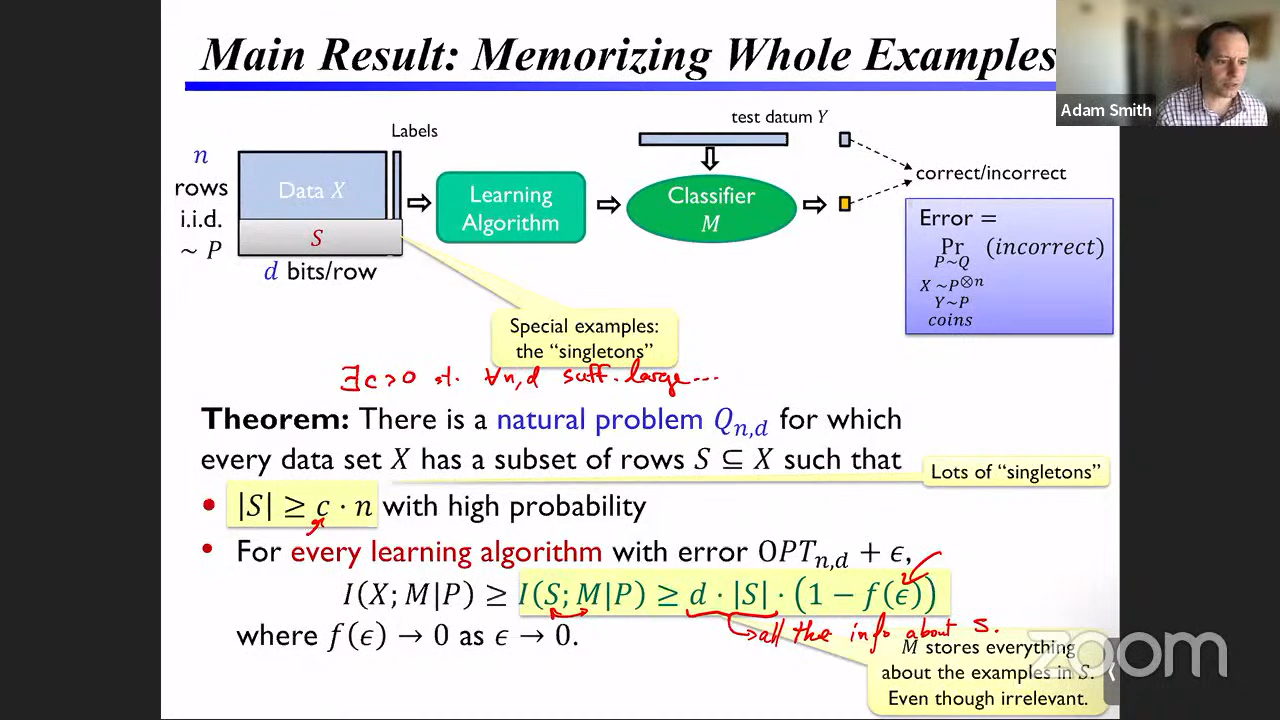 Main Result: Memorizing Whole Examples
Adam Smith
test datum Y
Labels
n
rows
i.i.d.
~ P
Data X
S
d bits/row
Learning
Algorithm
Classifier
M
correct/incorrect
Error =
Pr (incorrect)
P~Q
X ~P⊗n
Y~P
coins
Special examples:
the “singletons”
∃c>0 s.t. ∀n,d suff. large...
Theorem: There is a natural problem Qn,d for which
every data set X has a subset of rows S ⊆ X such that
Lots of “singletons”
• |S| ≥ c · n with high probability
• For every learning algorithm with error OPTn,d + ϵ,
I(X; M|P) ≥ I(S; M|P) ≥ d · |S| · (1 − f(ϵ))
all the info about S.
where f(ϵ) → 0 as ϵ → 0.
M stores everything
about the examples in S.
Even though irrelevant.
zoom